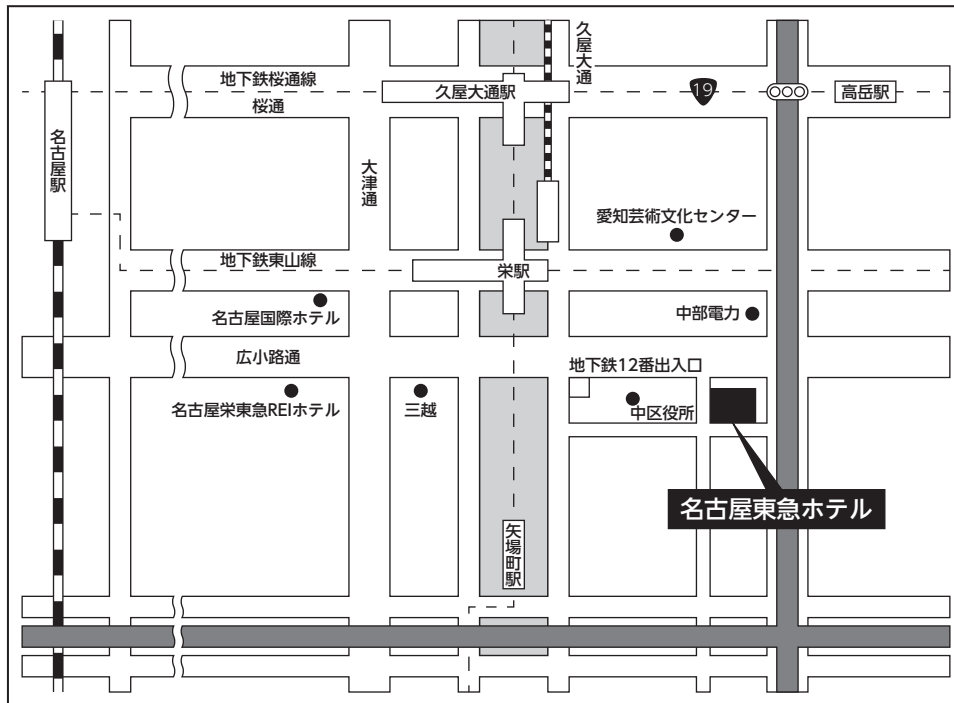 久屋大通
地下鉄桜通線
桜通
久屋大通駅
19
高岳駅
名古屋駅
大津通
愛知芸術文化センター
地下鉄東山線
栄駅
名古屋国際ホテル
中部電力
広小路通
地下鉄12番出入口
名古屋栄東急REIホテル
三越
中区役所
名古屋東急ホテル
矢場町駅